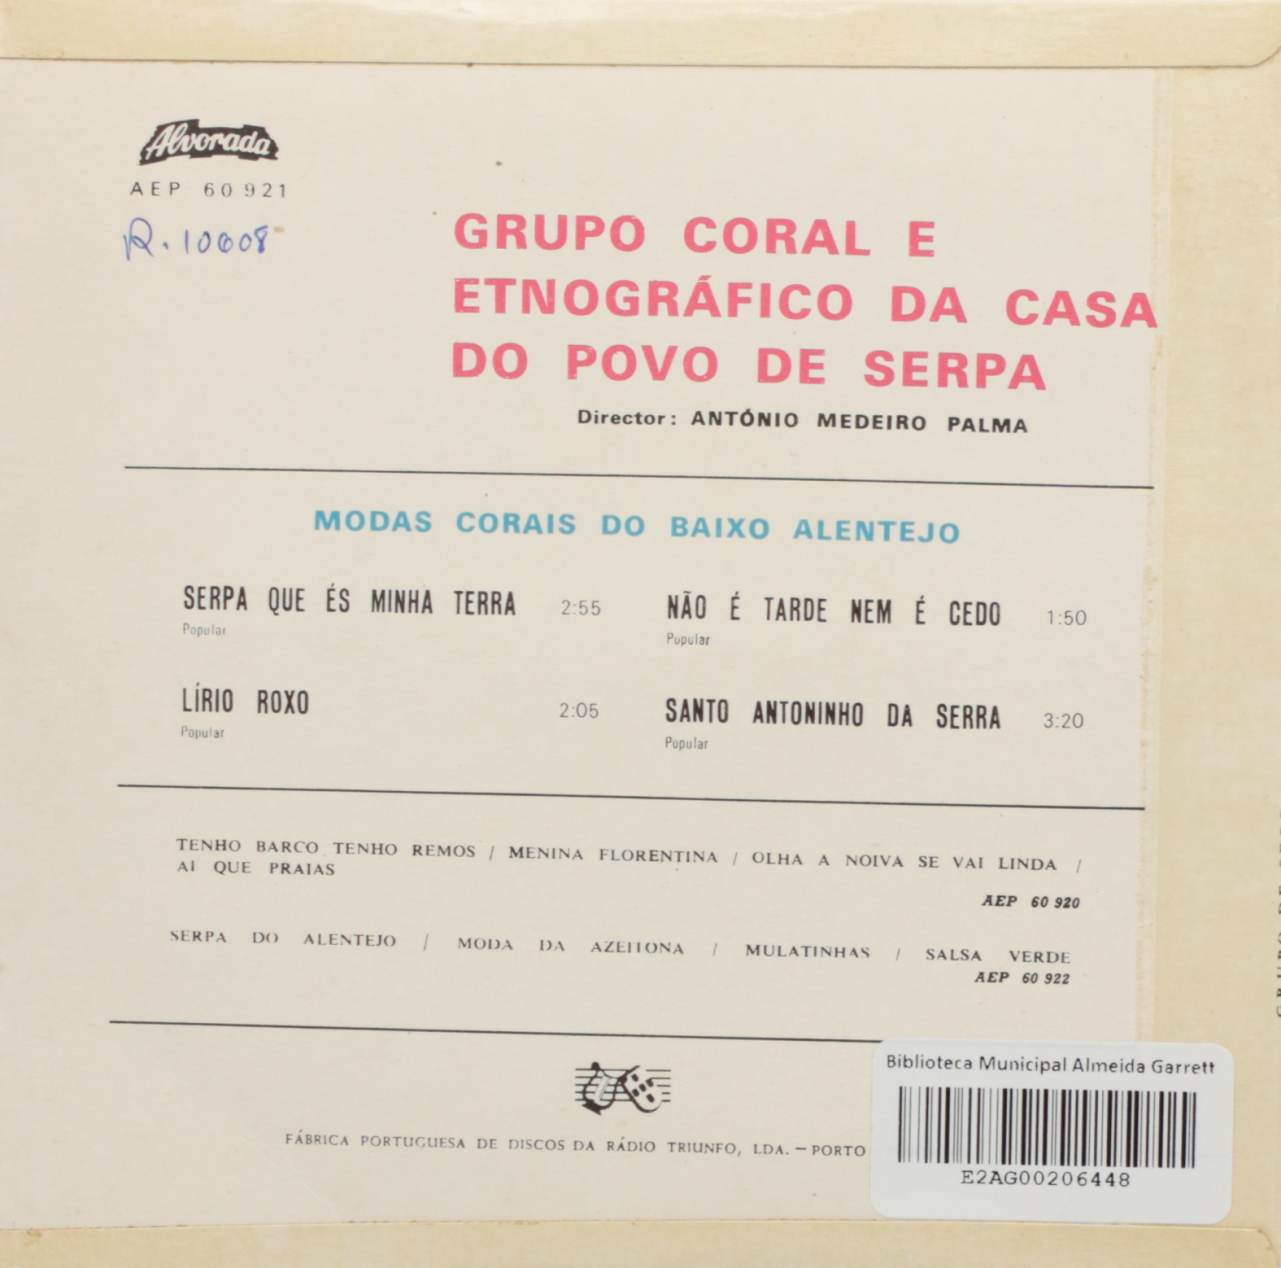 Alvorada
AEP 60 921
R. 10608
GRUPO CORAL E
ETNOGRÁFICO DA CASA
DO POVO DE SERPA
Director: ANTÓNIO MEDEIRO PALMA
MODAS CORAIS DO BAIXO ALENTEJO
SERPA QUE ÉS MINHA TERRA 2:55
Popular
LÍRIO ROXO 2:05
Popular
NÃO É TARDE NEM É CEDO 1:50
Popular
SANTO ANTONINHO DA SERRA 3:20
Popular
TENHO BARCO TENHO REMOS / MENINA FLORENTINA / OLHA A NOIVA SE VAI LINDA /
AI QUE PRAIAS
AEP 60 920
SERPA DO ALENTEJO / MODA DA AZEITONA / MULATINHAS / SALSA VERDE
AEP 60 922
FÁBRICA PORTUGUESA DE DISCOS DA RÁDIO TRIUNFO, LDA. — PORTO
Biblioteca Municipal Almeida Garrett
E2AG00206448